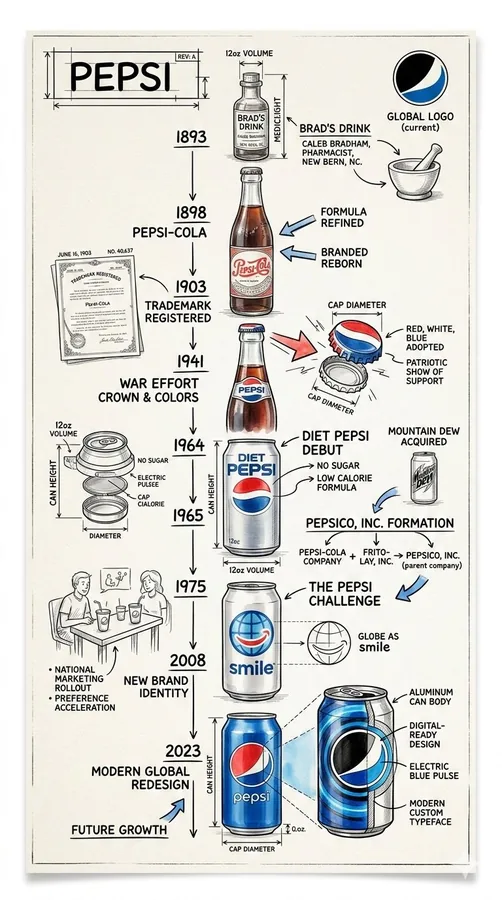 PEPSI
REV: A
12oz VOLUME
MEDICLIGHT
BRAD'S
DRINK
GLOBAL LOGO
(current)
1893
BRAD'S DRINK
CALEB BRADHAM,
PHARMACIST,
NEW BERN, NC.
1898
PEPSI-COLA
Pepsi-Cola
FORMULA
REFINED
BRANDED
REBORN
JUNE 16, 1903
NO. 40,637
TRADEMARK REGISTERED
1903
TRADEMARK
REGISTERED
CAP DIAMETER
RED, WHITE,
BLUE
ADOPTED
PATRIOTIC
SHOW OF
SUPPORT
CAP DIAMETER
1941
WAR EFFORT
CROWN & COLORS
PEPSI
12oz
VOLUME
CAN HEIGHT
NO SUGAR
ELECTRIC
PULSEE
CAP
CIALORIE
DIAMETER
1964
DIET
PEPSI
CAN HEIGHT
12oc
12oz VOLUME
DIET PEPSI
DEBUT
NO SUGAR
LOW CALORIE
FORMULA
MOUNTAIN DEW
ACQUIRED
1965
PEPSICO, INC. FORMATION
PEPSI-COLA
COMPANY
+
FRITO-
LAY, INC.
PEPSICO, INC.
(parent company)
1975
THE PEPSI
CHALLENGE
smile
GLOBE AS
smile
• NATIONAL
MARKETING
ROLLOUT
• PREFERENCE
ACCELERATION
2008
NEW BRAND
IDENTITY
2023
MODERN GLOBAL
REDESIGN
CAN HEIGHT
pepsi
0.oz.
CAP DIAMETER
ALUMINUM
CAN BODY
DIGITAL-
READY
DESIGN
ELECTRIC
BLUE PULSE
MODERN
CUSTOM
TYPEFACE
FUTURE GROWTH